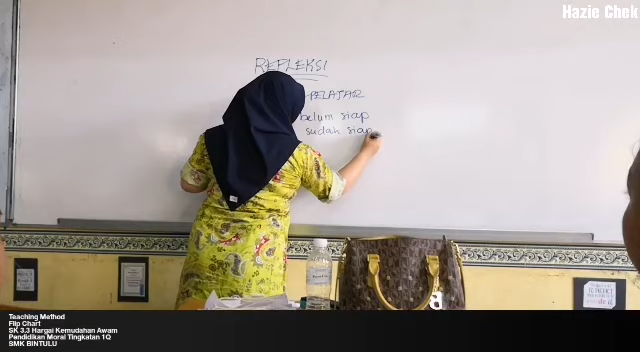 Hazie Chek
REFLEKSI
PELAJAR
belum siap
sudah siap
Teaching Method
Flip Chart
SK 3.3 Hargai Kemudahan Awam
Pendidikan Moral Tingkatan 1Q
SMK BINTULU